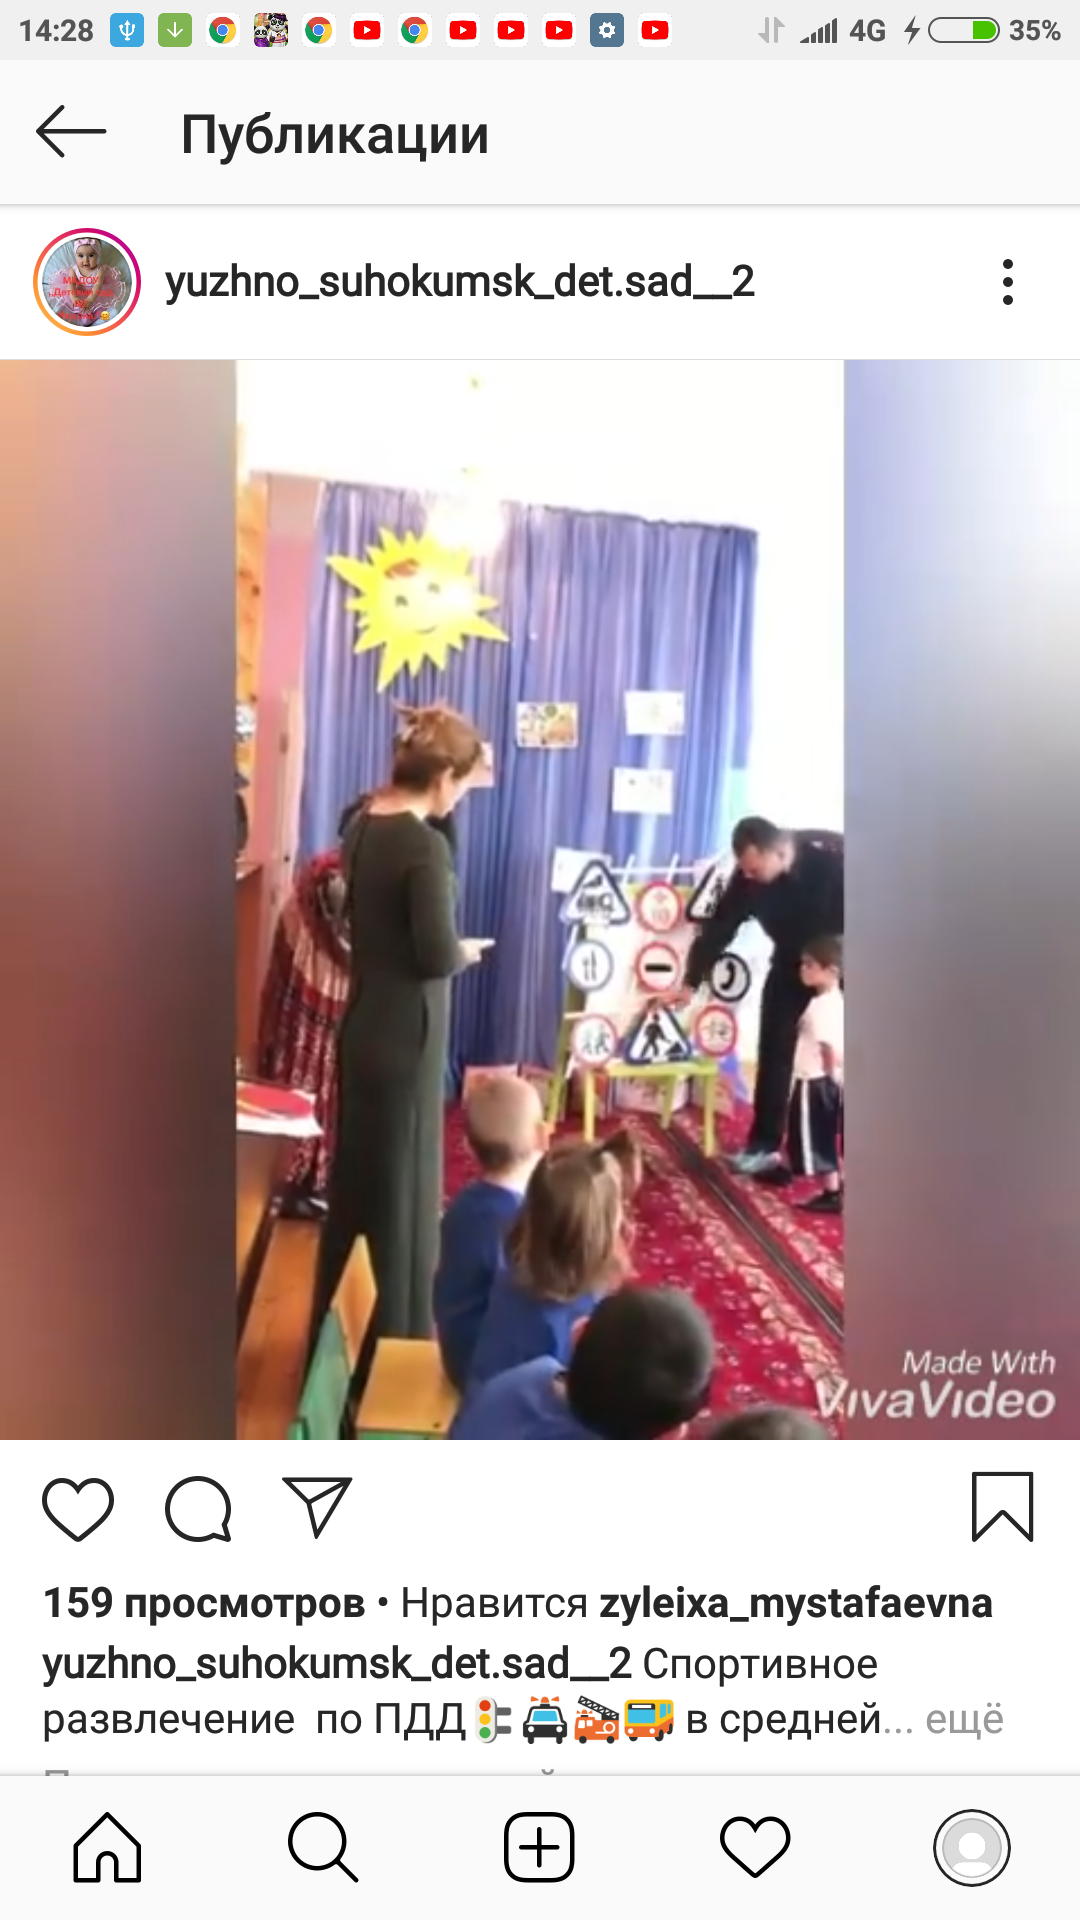 14:28
4G
35%
Публикации
yuzhno_suhokumsk_det.sad__2
Made With
VivaVideo
159 просмотров • Нравится zyleixa_mystafaevna
yuzhno_suhokumsk_det.sad__2 Спортивное
развлечение по ПДД🚦🚔🚒🚌 в средней... ещё